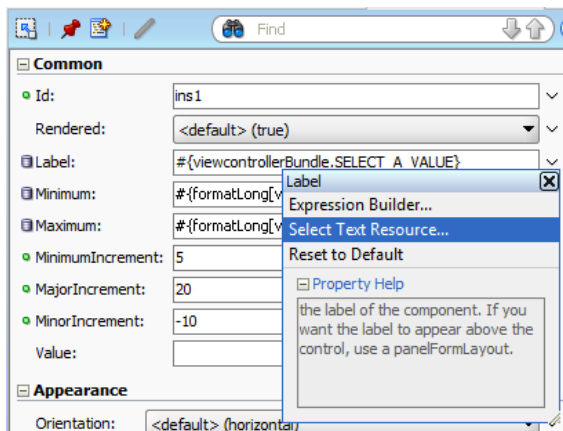 Find
Common
Id: ins1
Rendered: <default> (true)
Label: #{viewcontrollerBundle.SELECT_A_VALUE}
Label
Minimum: #{formatLong[v
Expression Builder...
Maximum: #{formatLong[v
Select Text Resource...
MinimumIncrement: 5
Reset to Default
MajorIncrement: 20
Property Help
MinorIncrement: -10
the label of the component. If you
want the label to appear above the
control, use a panelFormLayout.
Value:
Appearance
Orientation: <default> (horizontal)